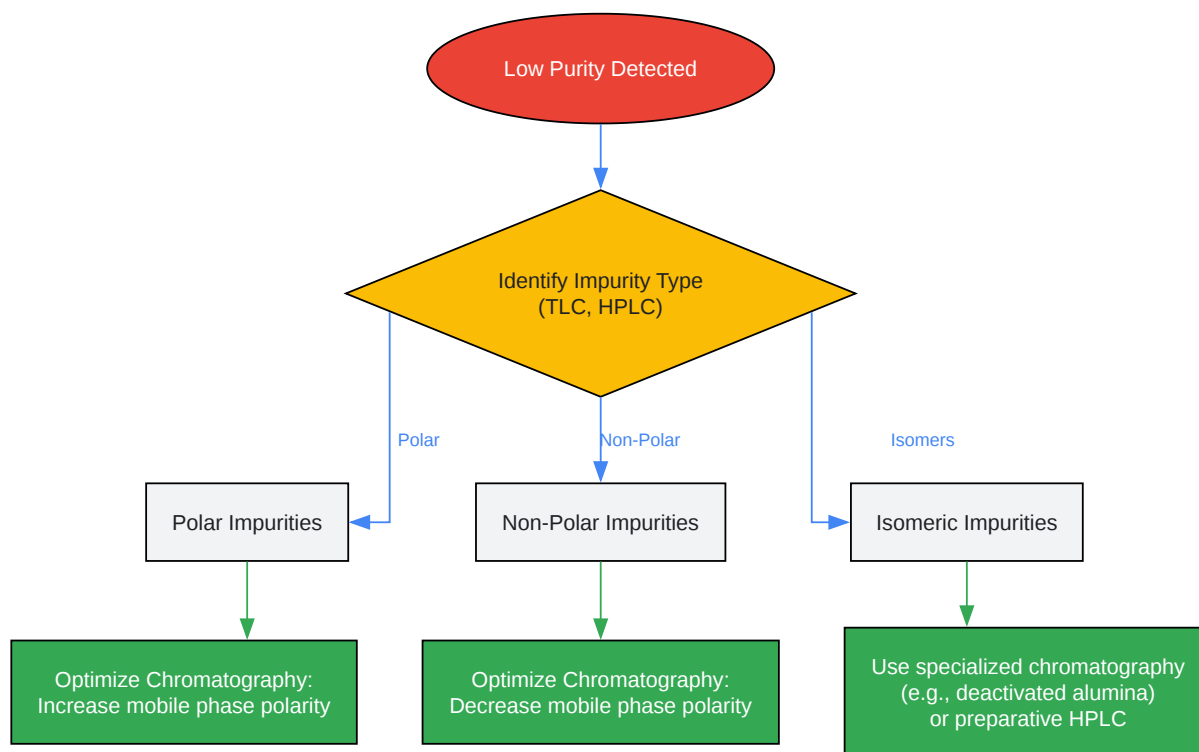 Low Purity Detected
Identify Impurity Type
(TLC, HPLC)
Polar
Non-Polar
Isomers
Polar Impurities
Non-Polar Impurities
Isomeric Impurities
Optimize Chromatography:
Increase mobile phase polarity
Optimize Chromatography:
Decrease mobile phase polarity
Use specialized chromatography
(e.g., deactivated alumina)
or preparative HPLC